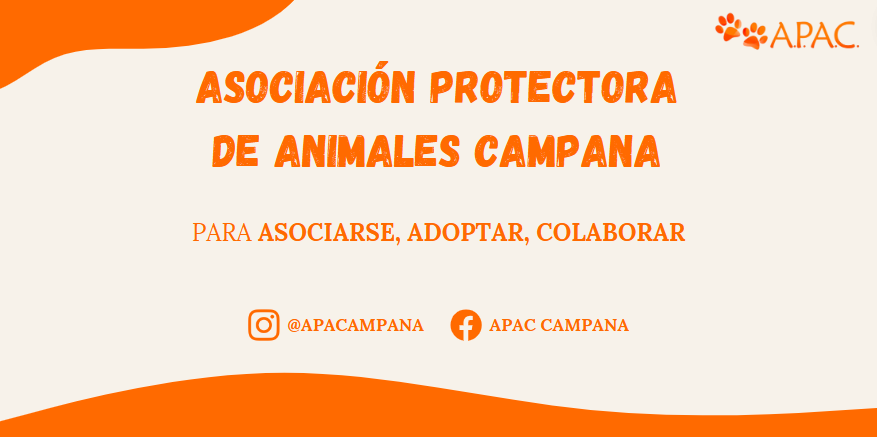 A.P.A.C.
ASOCIACIÓN PROTECTORA
DE ANIMALES CAMPANA
PARA ASOCIARSE, ADOPTAR, COLABORAR
@APACAMPANA APAC CAMPANA